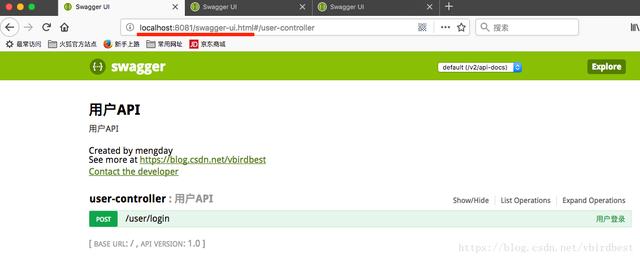 Swagger UI
Swagger UI
Swagger UI
localhost:8081/swagger-ui.html#/user-controller
搜索
最常访问 火狐官方站点 新手上路 常用网址 JD 京东商城
{-} swagger
default (/v2/api-docs)
Explore
用户API
用户API
Created by mengday
See more at https://blog.csdn.net/vbirdbest
Contact the developer
user-controller : 用户API
Show/Hide List Operations Expand Operations
POST /user/login 用户登录
[ BASE URL: / , API VERSION: 1.0 ]
https://blog.csdn.net/vbirdbest